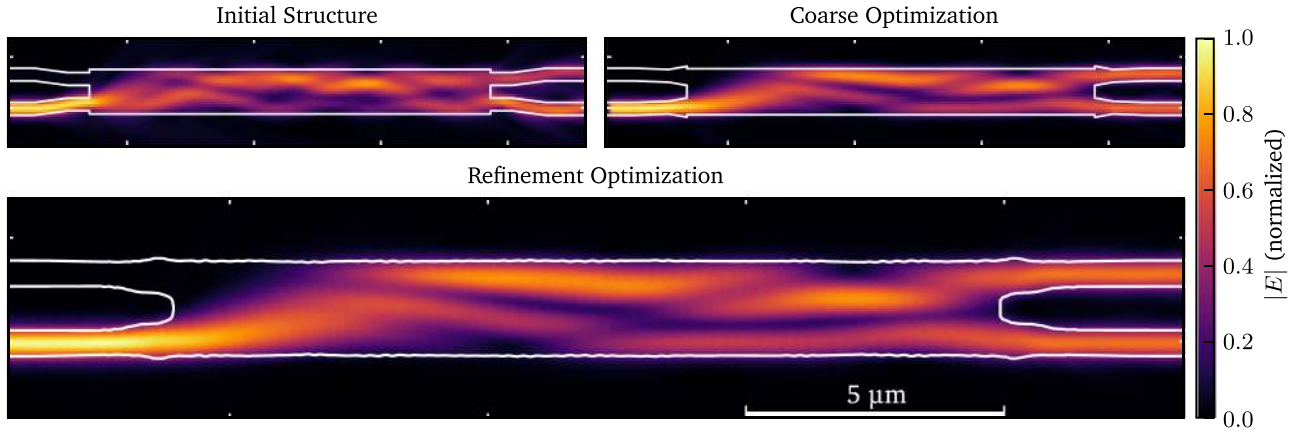 Initial Structure
Coarse Optimization
Refinement Optimization
5 μm
1.0
0.8
0.6
0.4
0.2
0.0
|E| (normalized)